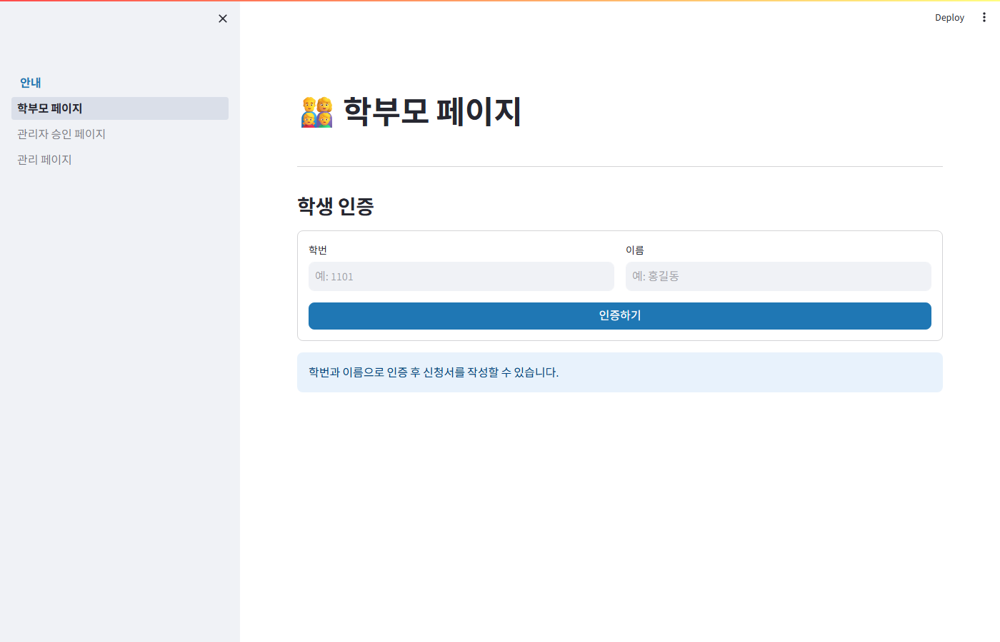 Deploy
안내
학부모 페이지
관리자 승인 페이지
관리 페이지
학부모 페이지
학생 인증
학번
이름
예: 1101
예: 홍길동
인증하기
학번과 이름으로 인증 후 신청서를 작성할 수 있습니다.